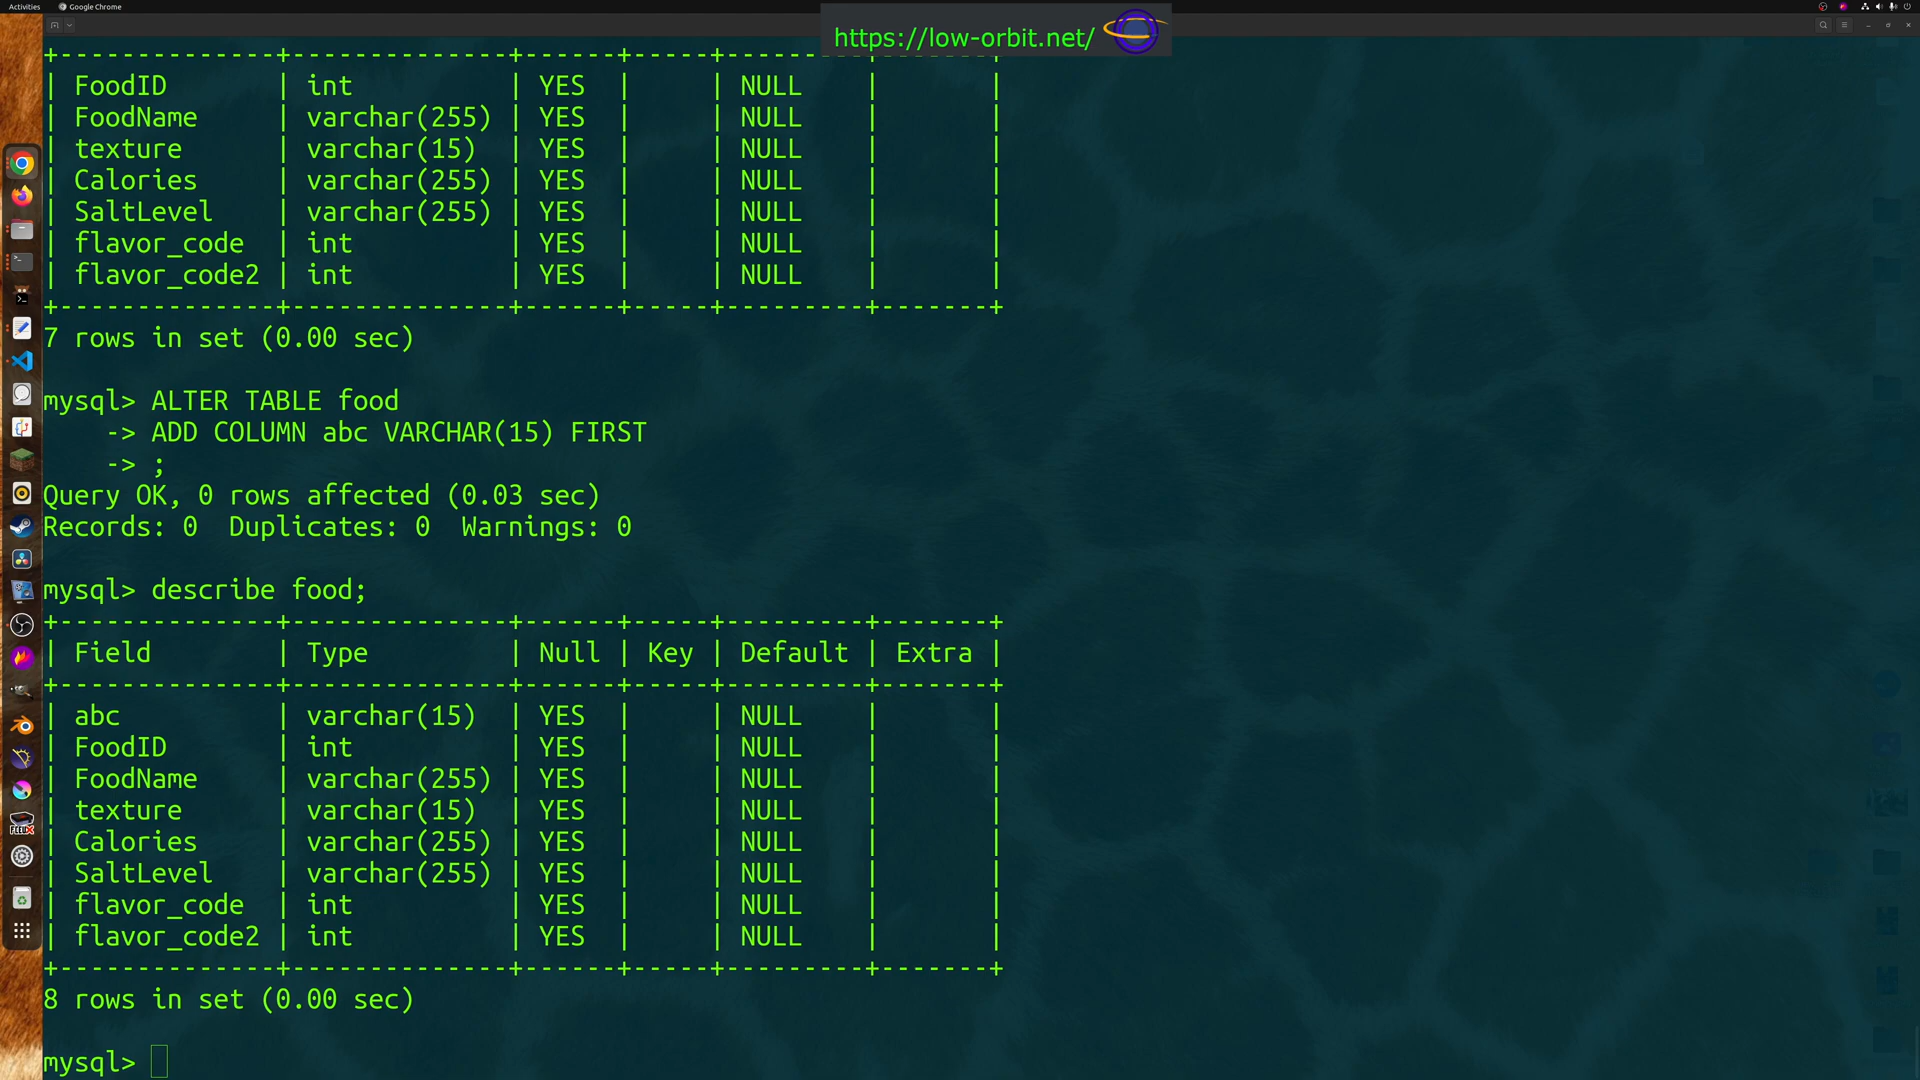 Activities Google Chrome
https://low-orbit.net/
+---------------+--------------+------+-----+---------+-------+
| FoodID | int | YES | | NULL | |
| FoodName | varchar(255) | YES | | NULL | |
| texture | varchar(15) | YES | | NULL | |
| Calories | varchar(255) | YES | | NULL | |
| SaltLevel | varchar(255) | YES | | NULL | |
| flavor_code | int | YES | | NULL | |
| flavor_code2 | int | YES | | NULL | |
+---------------+--------------+------+-----+---------+-------+
7 rows in set (0.00 sec)
mysql> ALTER TABLE food
-> ADD COLUMN abc VARCHAR(15) FIRST
-> ;
Query OK, 0 rows affected (0.03 sec)
Records: 0 Duplicates: 0 Warnings: 0
mysql> describe food;
+---------------+--------------+------+-----+---------+-------+
| Field | Type | Null | Key | Default | Extra |
+---------------+--------------+------+-----+---------+-------+
| abc | varchar(15) | YES | | NULL | |
| FoodID | int | YES | | NULL | |
| FoodName | varchar(255) | YES | | NULL | |
| texture | varchar(15) | YES | | NULL | |
| Calories | varchar(255) | YES | | NULL | |
| SaltLevel | varchar(255) | YES | | NULL | |
| flavor_code | int | YES | | NULL | |
| flavor_code2 | int | YES | | NULL | |
+---------------+--------------+------+-----+---------+-------+
8 rows in set (0.00 sec)
mysql>